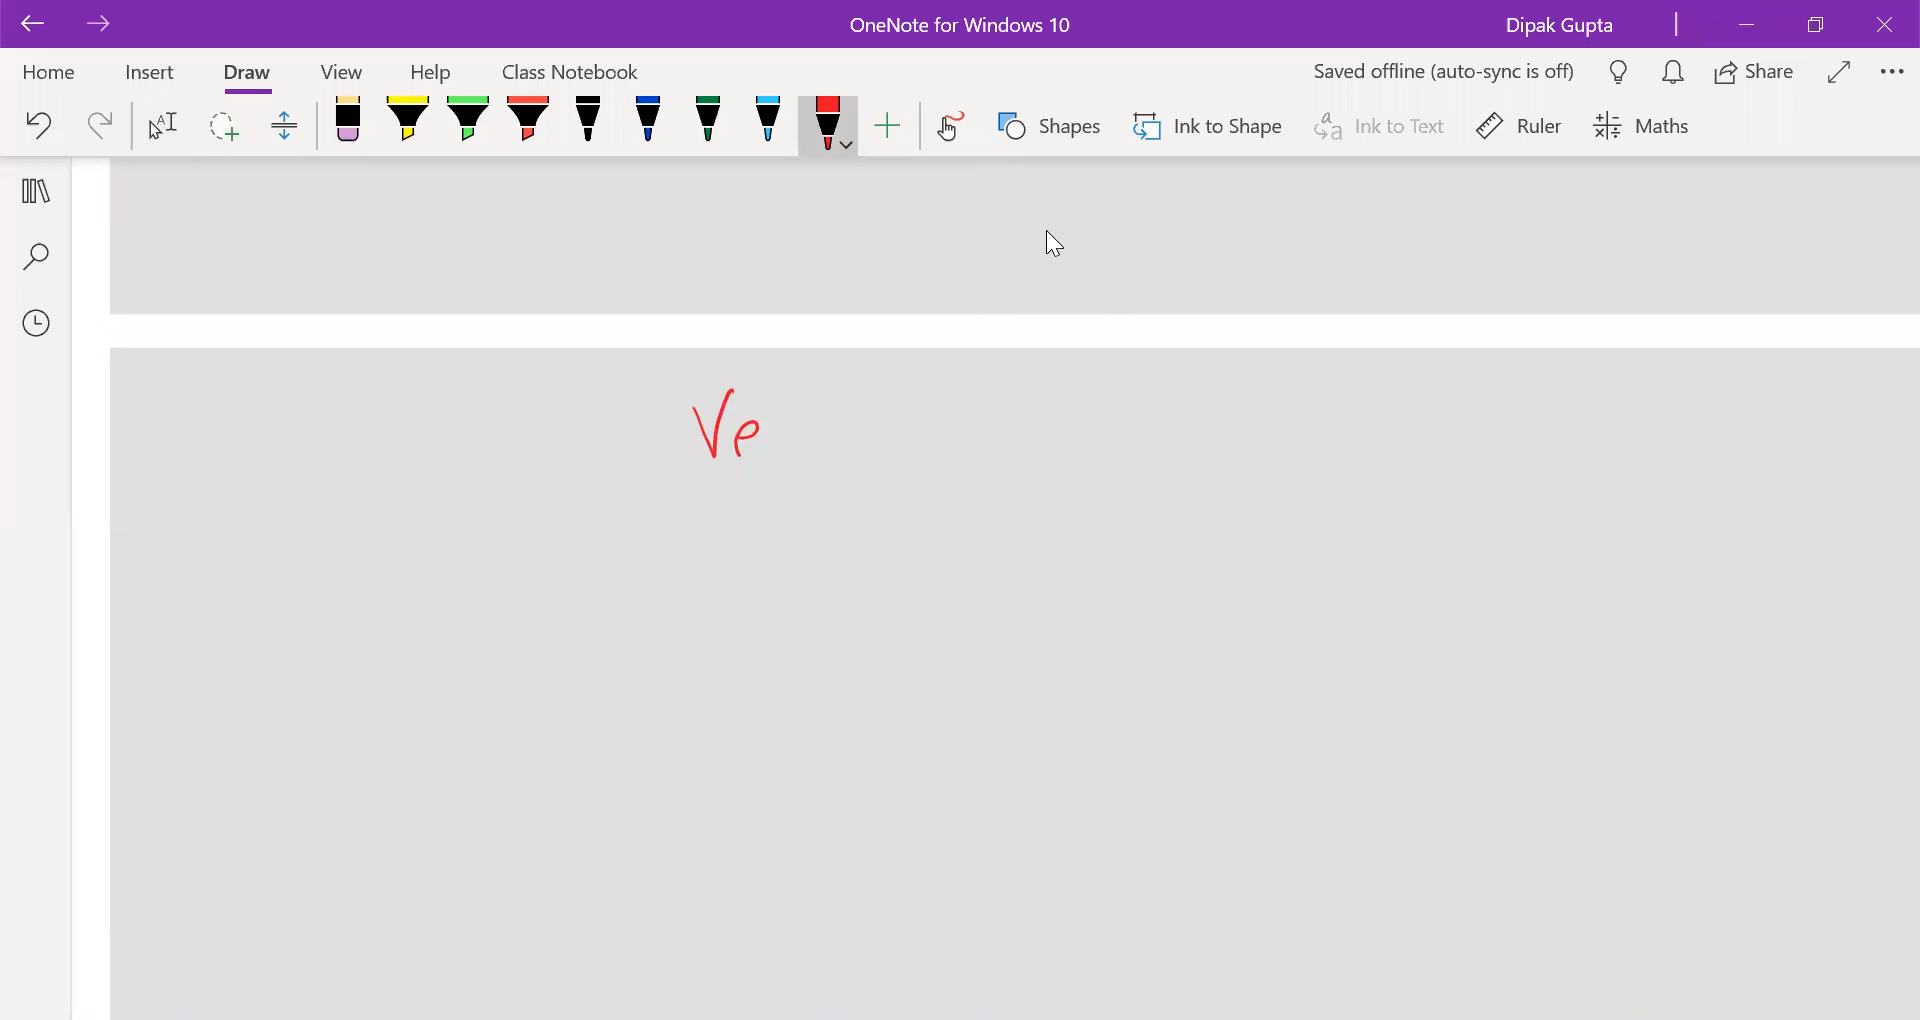 OneNote for Windows 10 Dipak Gupta
Home Insert Draw View Help Class Notebook Saved offline (auto-sync is off) Share
Shapes Ink to Shape Ink to Text Ruler Maths
Ve